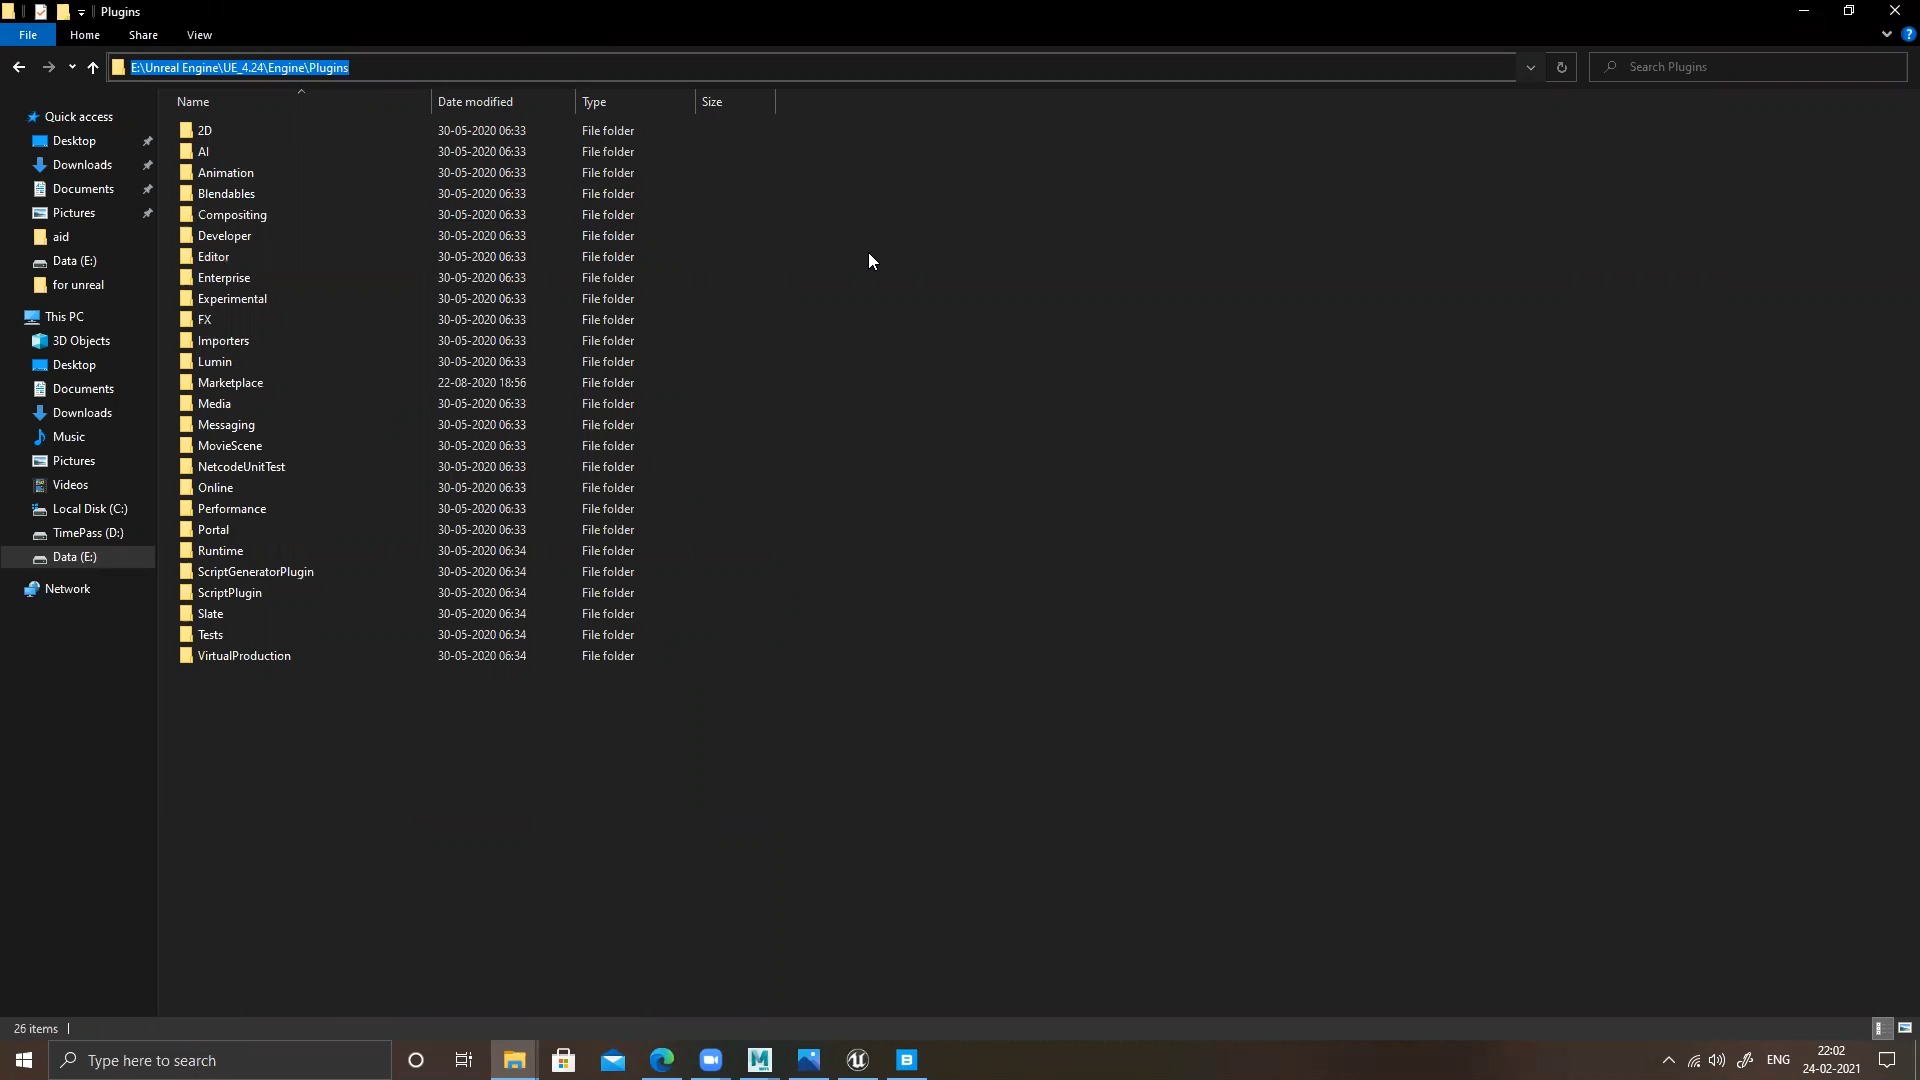 Plugins
File Home Share View
E:\Unreal Engine\UE_4.24\Engine\Plugins
Search Plugins
Quick access
Desktop
Downloads
Documents
Pictures
aid
Data (E:)
for unreal
This PC
3D Objects
Desktop
Documents
Downloads
Music
Pictures
Videos
Local Disk (C:)
TimePass (D:)
Data (E:)
Network
Name Date modified Type Size
2D 30-05-2020 06:33 File folder
AI 30-05-2020 06:33 File folder
Animation 30-05-2020 06:33 File folder
Blendables 30-05-2020 06:33 File folder
Compositing 30-05-2020 06:33 File folder
Developer 30-05-2020 06:33 File folder
Editor 30-05-2020 06:33 File folder
Enterprise 30-05-2020 06:33 File folder
Experimental 30-05-2020 06:33 File folder
FX 30-05-2020 06:33 File folder
Importers 30-05-2020 06:33 File folder
Lumin 30-05-2020 06:33 File folder
Marketplace 22-08-2020 18:56 File folder
Media 30-05-2020 06:33 File folder
Messaging 30-05-2020 06:33 File folder
MovieScene 30-05-2020 06:33 File folder
NetcodeUnitTest 30-05-2020 06:33 File folder
Online 30-05-2020 06:33 File folder
Performance 30-05-2020 06:33 File folder
Portal 30-05-2020 06:33 File folder
Runtime 30-05-2020 06:34 File folder
ScriptGeneratorPlugin 30-05-2020 06:34 File folder
ScriptPlugin 30-05-2020 06:34 File folder
Slate 30-05-2020 06:34 File folder
Tests 30-05-2020 06:34 File folder
VirtualProduction 30-05-2020 06:34 File folder
26 items
Type here to search
ENG
22:02
24-02-2021